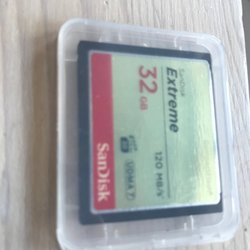 SanDisk
Extreme
32 GB
120 MB/s
UDMA 7
SanDisk